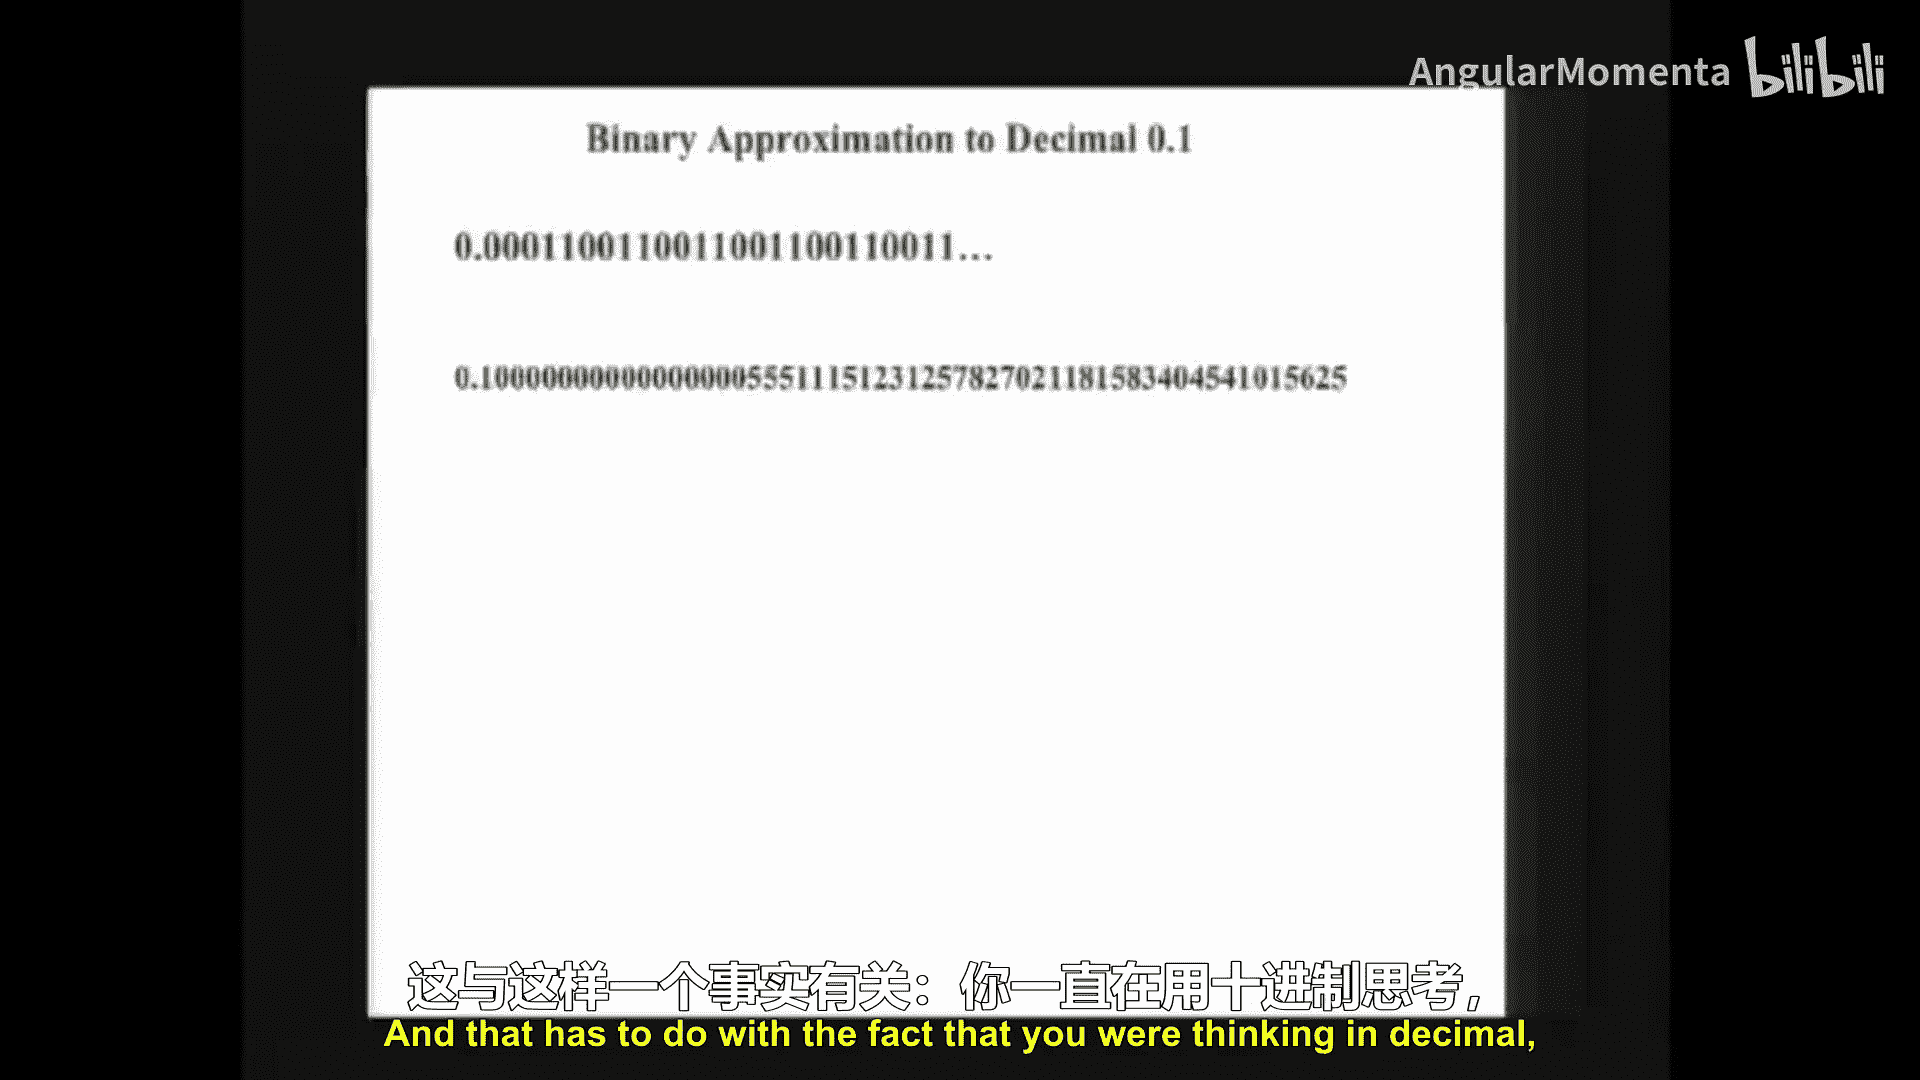 AngularMomenta bilibili
Binary Approximation to Decimal 0.1
0.0001100110011001100110011…
0.1000000000000000055511151231257827021181583404541015625
这与这样一个事实有关：你一直在用十进制思考，
And that has to do with the fact that you were thinking in decimal,